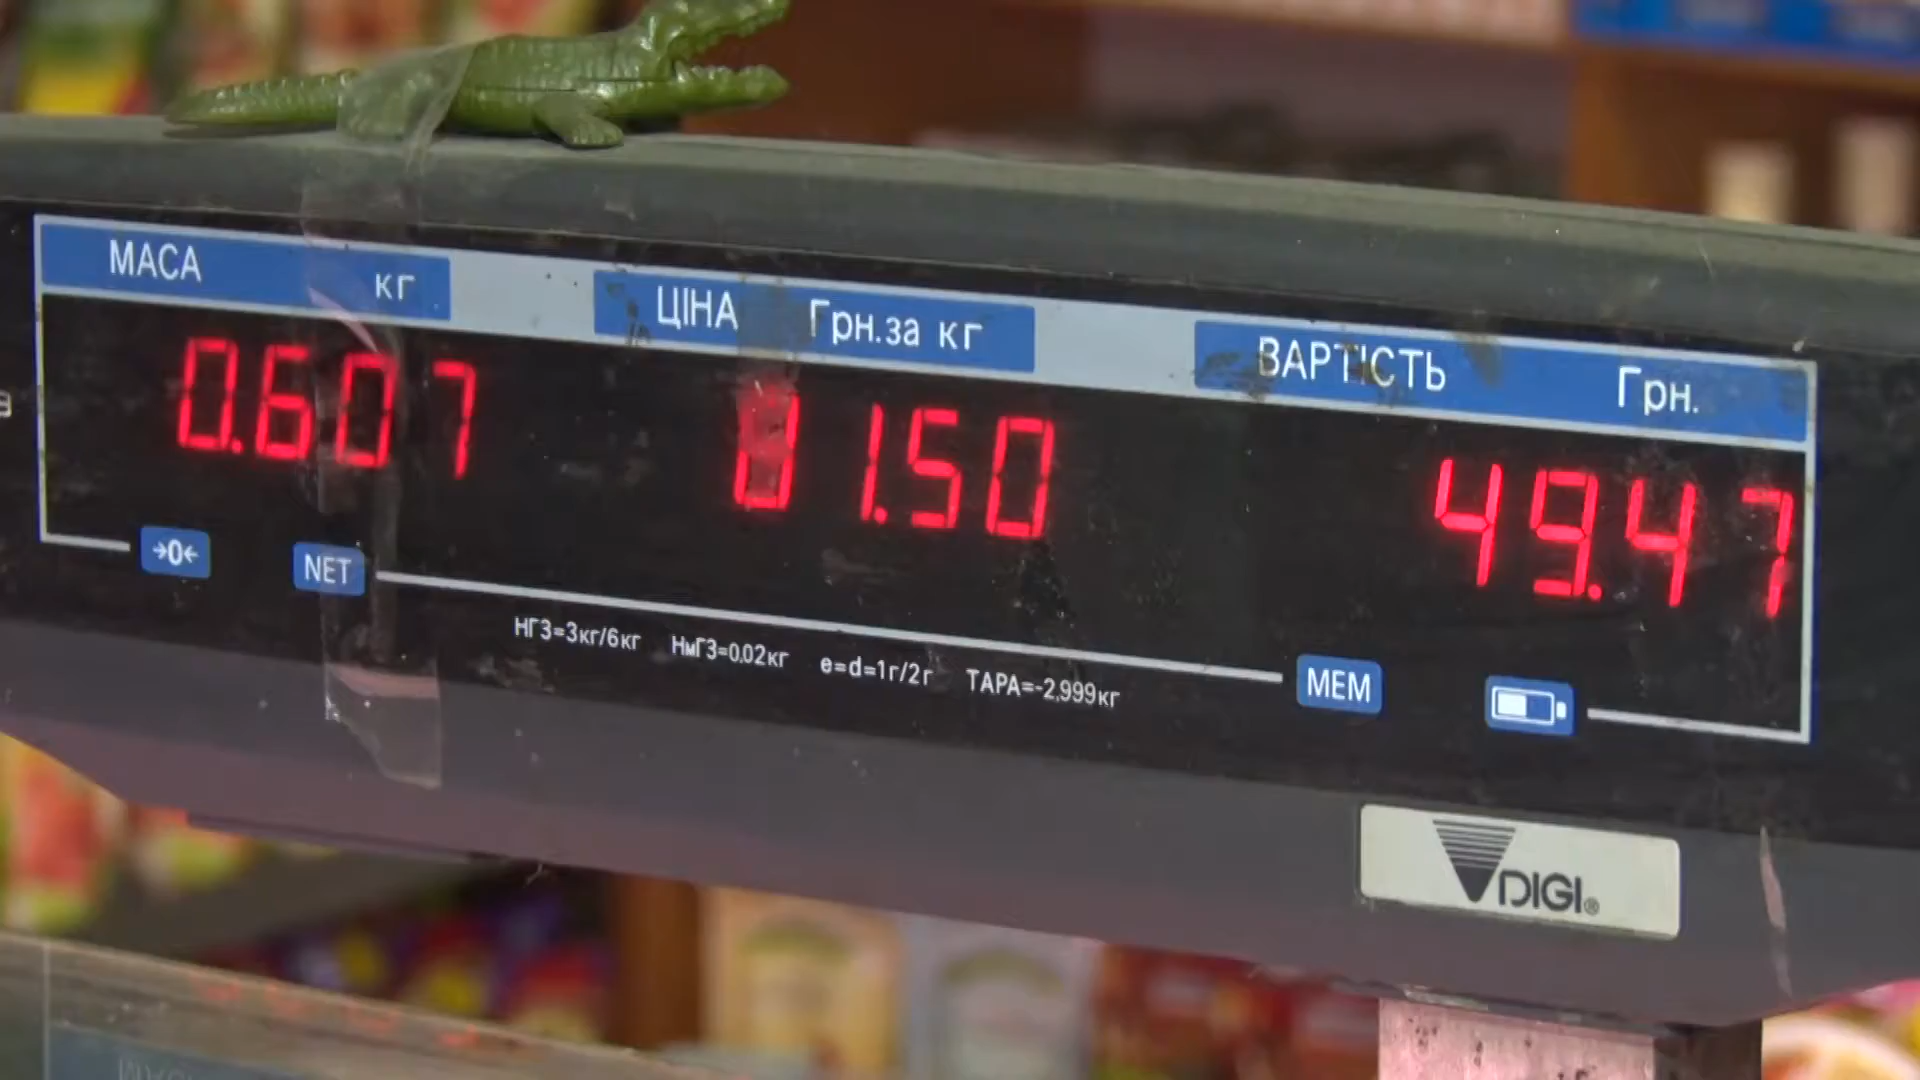 МАСА кг
ЦІНА Грн.за кг
ВАРТІСТЬ Грн.
0.607
81.50
49.47
→0←
NET
НГЗ=3кг/6кг НмГЗ=0.02кг e=d=1г/2г ТАРА=-2.999кг
MEM
DIGI®